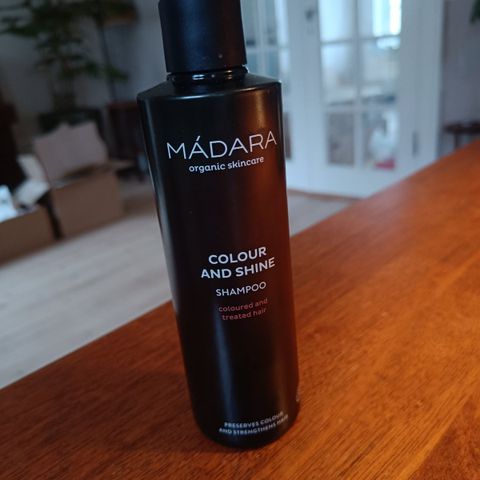 MÁDARA
organic skincare
COLOUR
AND SHINE
SHAMPOO
coloured and
treated hair
PRESERVES COLOUR
AND STRENGTHENS HAIR